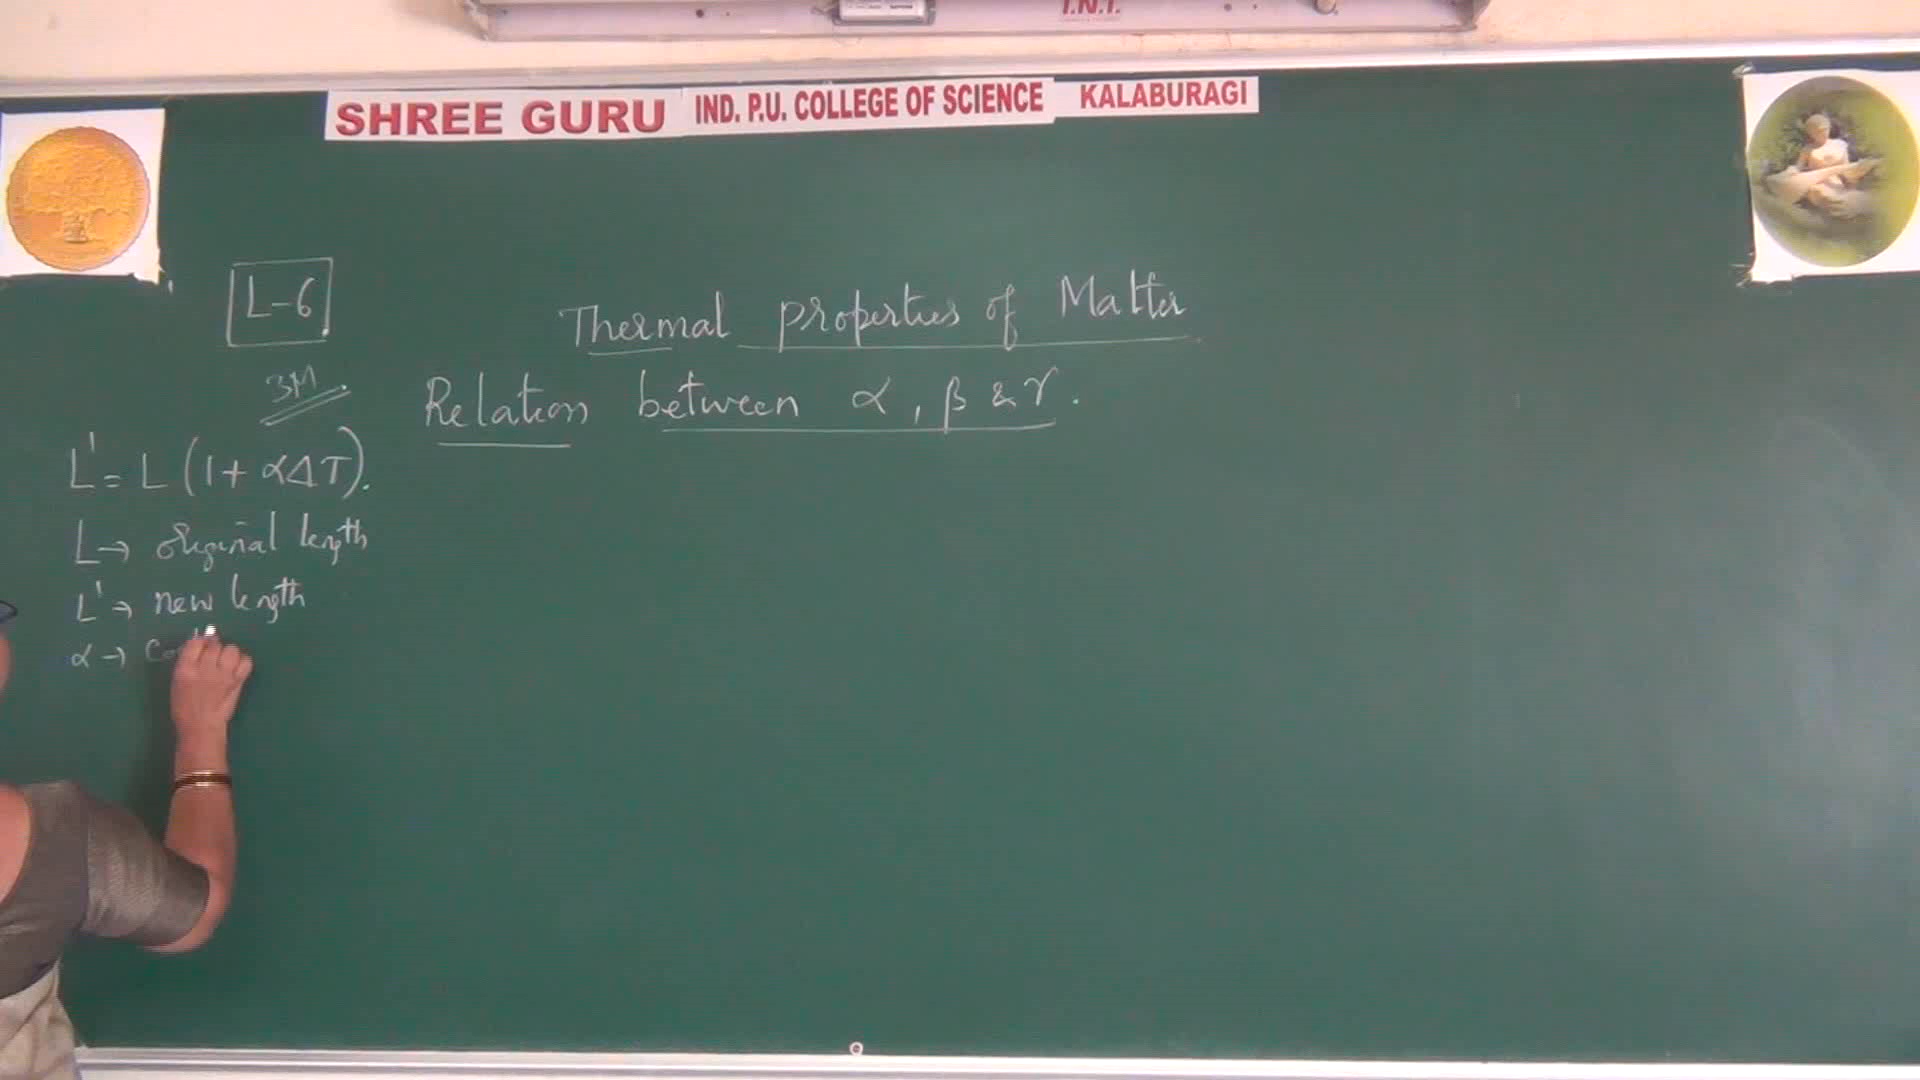 T.N.I.
SHREE GURU IND. P.U. COLLEGE OF SCIENCE KALABURAGI
L-6
Thermal properties of Matter
3M
Relation between α, β & γ.
L' = L (1 + αΔT).
L → original length
L' → new length
α → Co